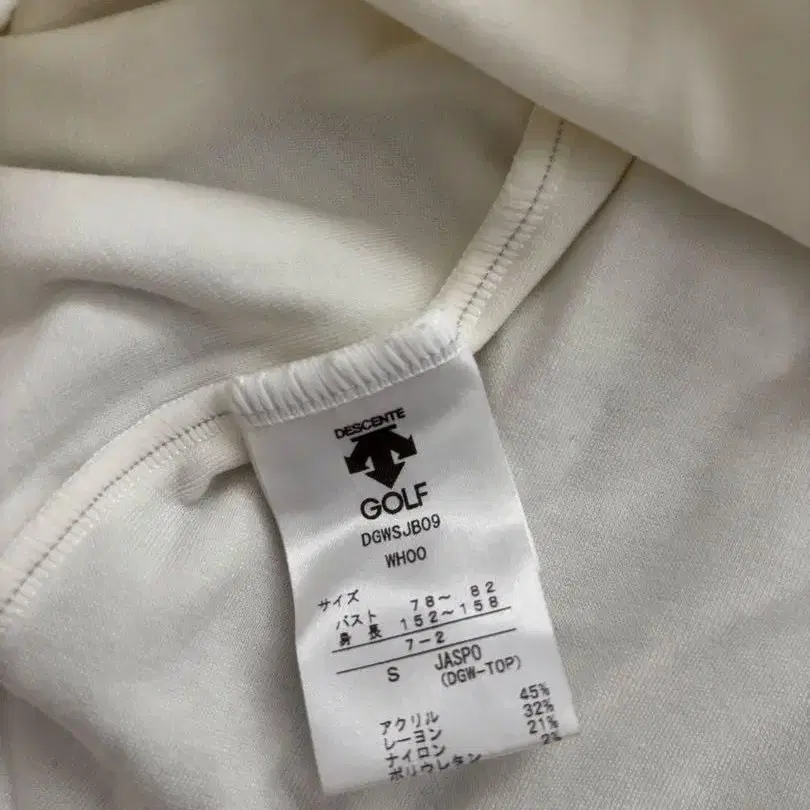 DESCENTE
GOLF
DGWSJB09
WH00
サイズ
バスト 78～ 82
身 長 152～158
7-2
S JASPO
(DGW-TOP)
アクリル 45%
レーヨン 32%
ナイロン 21%
ポリウレタン 2%